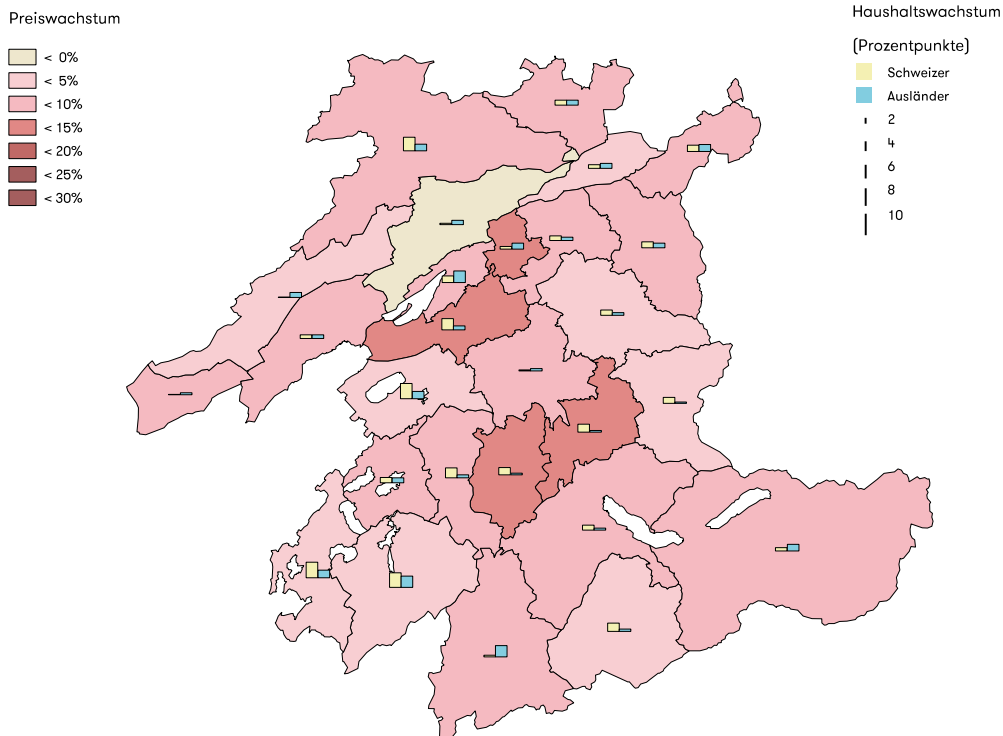 Preiswachstum
< 0%
< 5%
< 10%
< 15%
< 20%
< 25%
< 30%
Haushaltswachstum
(Prozentpunkte)
Schweizer
Ausländer
2
4
6
8
10